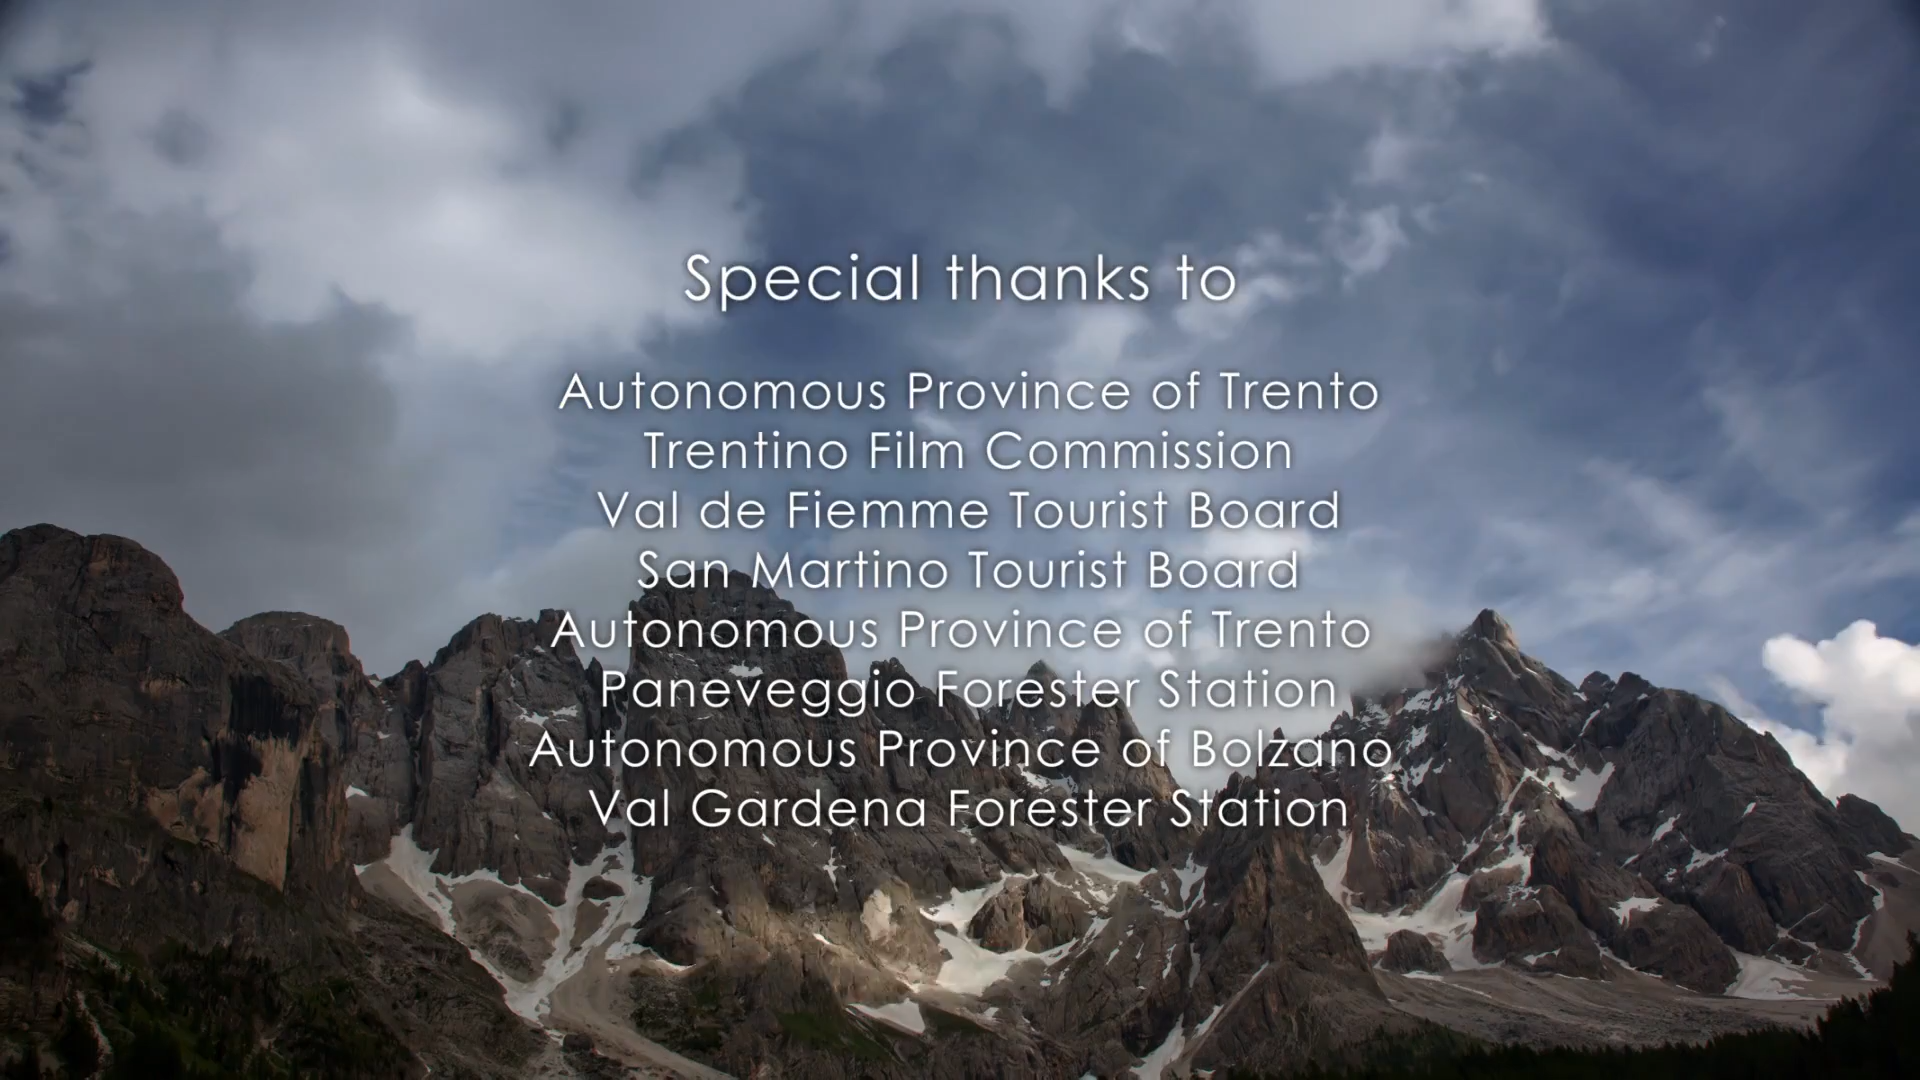 Special thanks to
Autonomous Province of Trento
Trentino Film Commission
Val de Fiemme Tourist Board
San Martino Tourist Board
Autonomous Province of Trento
Paneveggio Forester Station
Autonomous Province of Bolzano
Val Gardena Forester Station